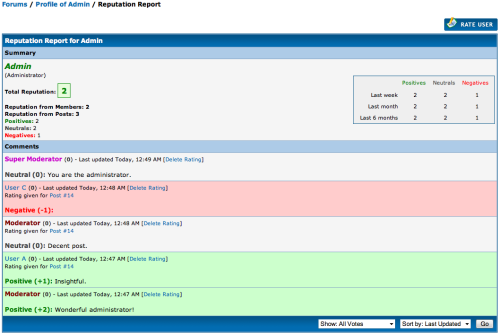 Forums / Profile of Admin / Reputation Report
RATE USER
Reputation Report for Admin
Summary
Admin
(Administrator)
Total Reputation: 2
Reputation from Members: 2
Reputation from Posts: 3
Positives: 2
Neutrals: 2
Negatives: 1
Positives Neutrals Negatives
Last week 2 2 1
Last month 2 2 1
Last 6 months 2 2 1
Comments
Super Moderator (0) - Last updated Today, 12:49 AM [Delete Rating]
Neutral (0): You are the administrator.
User C (0) - Last updated Today, 12:48 AM [Delete Rating]
Rating given for Post #14
Negative (-1):
Moderator (0) - Last updated Today, 12:48 AM [Delete Rating]
Rating given for Post #14
Neutral (0): Decent post.
User A (0) - Last updated Today, 12:47 AM [Delete Rating]
Rating given for Post #14
Positive (+1): Insightful.
Moderator (0) - Last updated Today, 12:47 AM [Delete Rating]
Positive (+2): Wonderful administrator!
Show: All Votes Sort by: Last Updated Go